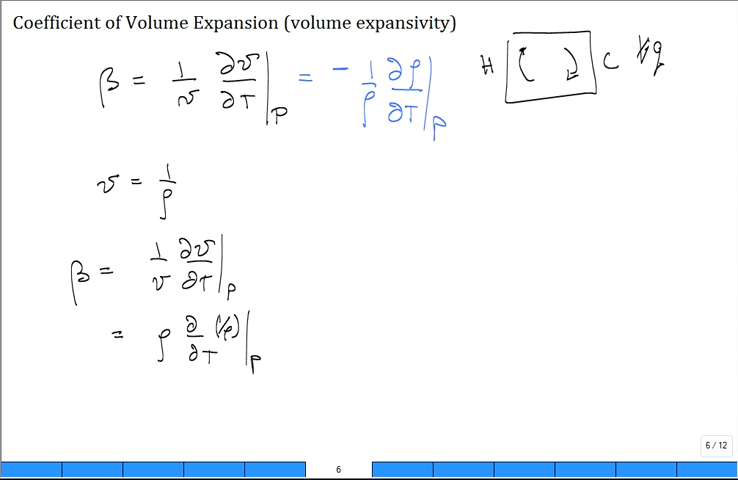 Coefficient of Volume Expansion (volume expansivity)
β = 1/v ∂v/∂T |P = - 1/ρ ∂ρ/∂T |P
H C g
v = 1/ρ
β = 1/v ∂v/∂T |P
= ρ ∂/∂T (1/ρ) |P
6 / 12
6